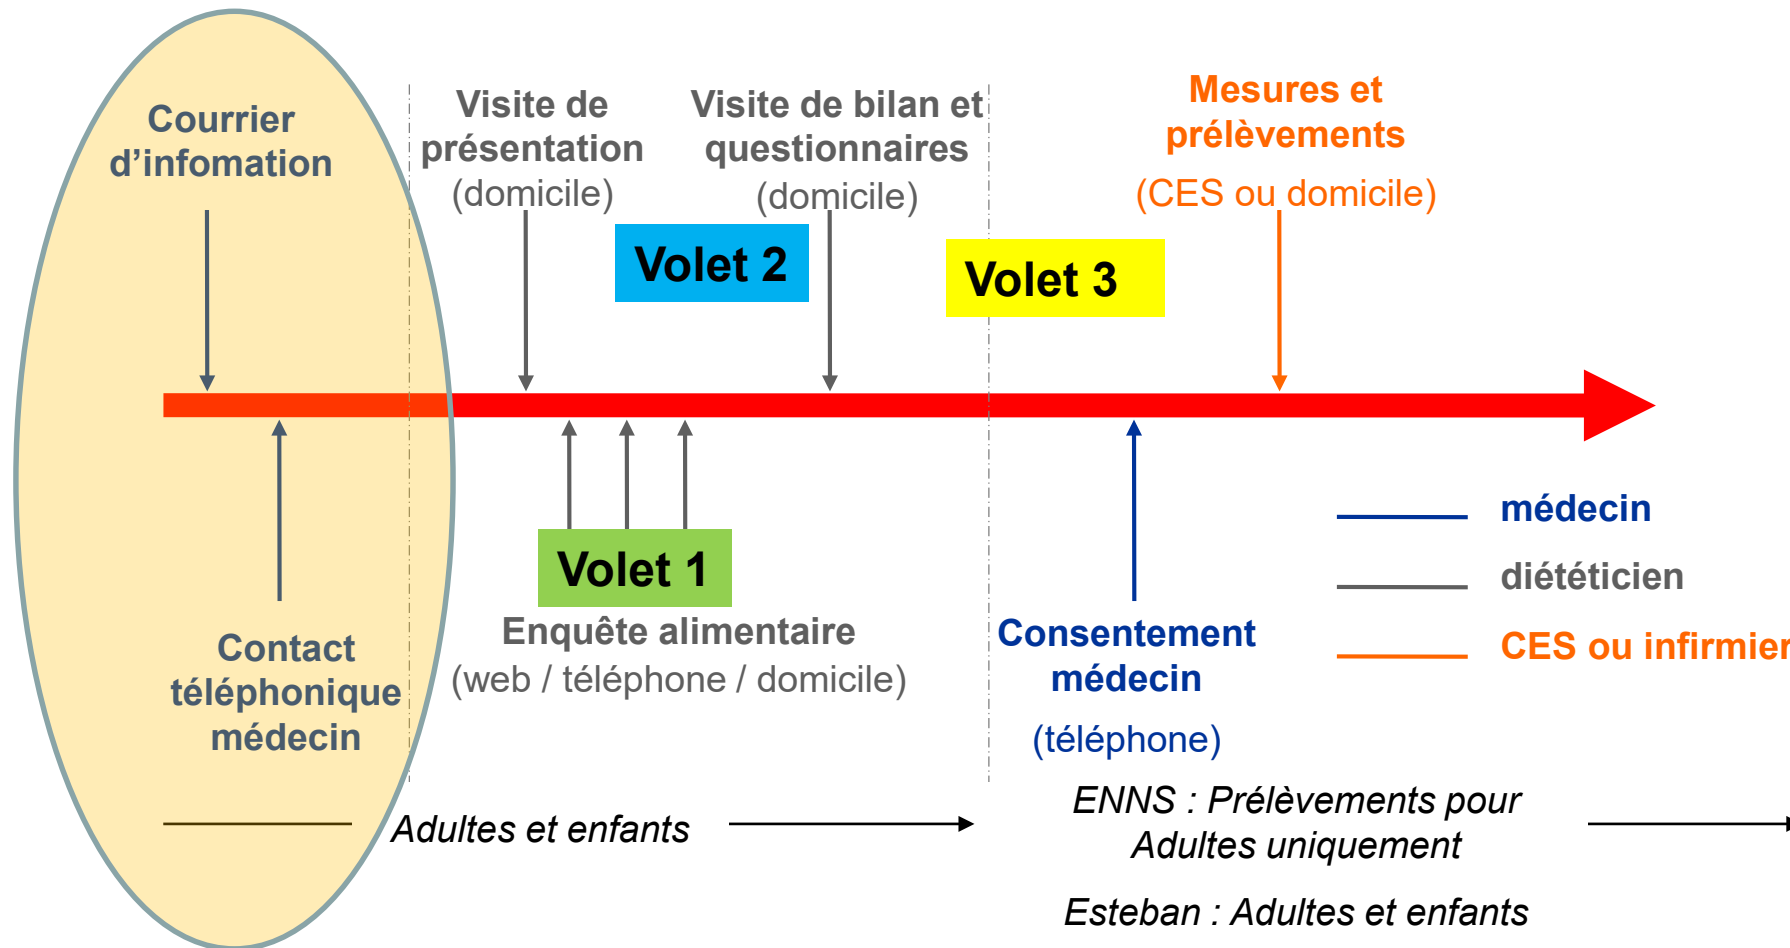 Courrier
d’infomation
Visite de
présentation
(domicile)
Visite de bilan et
questionnaires
(domicile)
Mesures et
prélèvements
(CES ou domicile)
Volet 2
Volet 3
Volet 1
Contact
téléphonique
médecin
Enquête alimentaire
(web / téléphone / domicile)
Consentement
médecin
(téléphone)
médecin
diététicien
CES ou infirmier
Adultes et enfants
ENNS : Prélèvements pour
Adultes uniquement
Esteban : Adultes et enfants